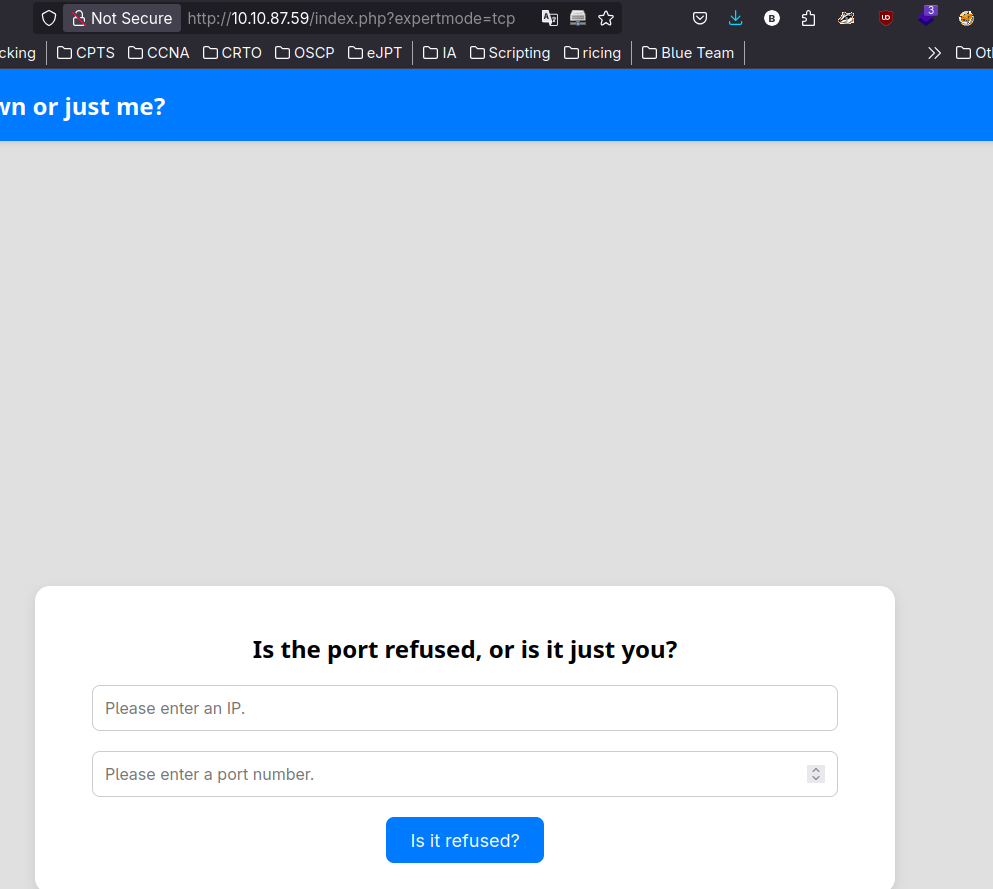 Not Secure http://10.10.87.59/index.php?expertmode=tcp B UD 3
cking CPTS CCNA CRTO OSCP eJPT IA Scripting ricing Blue Team
or just me?
Is the port refused, or is it just you?
Please enter an IP.
Please enter a port number.
Is it refused?